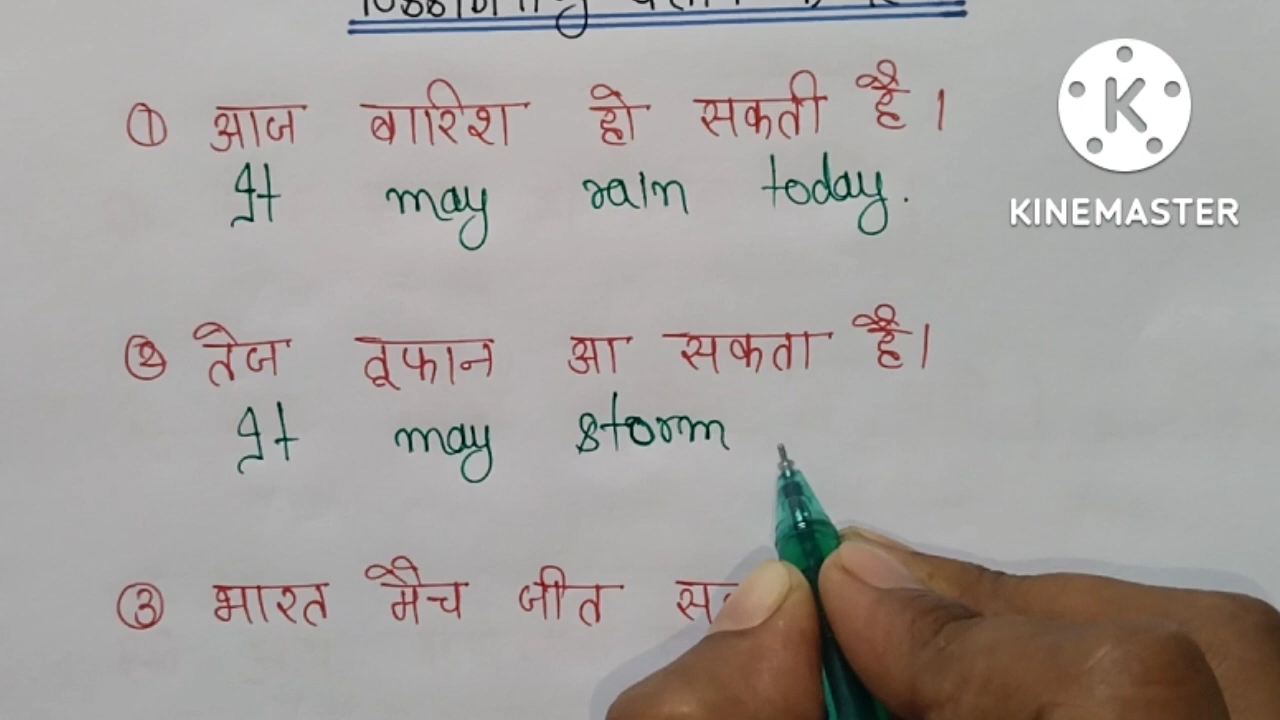 ① आज बारिश हो सकती है।
It may rain today.
② तेज तूफान आ सकता है।
It may storm
③ भारत मैच जीत
KINEMASTER